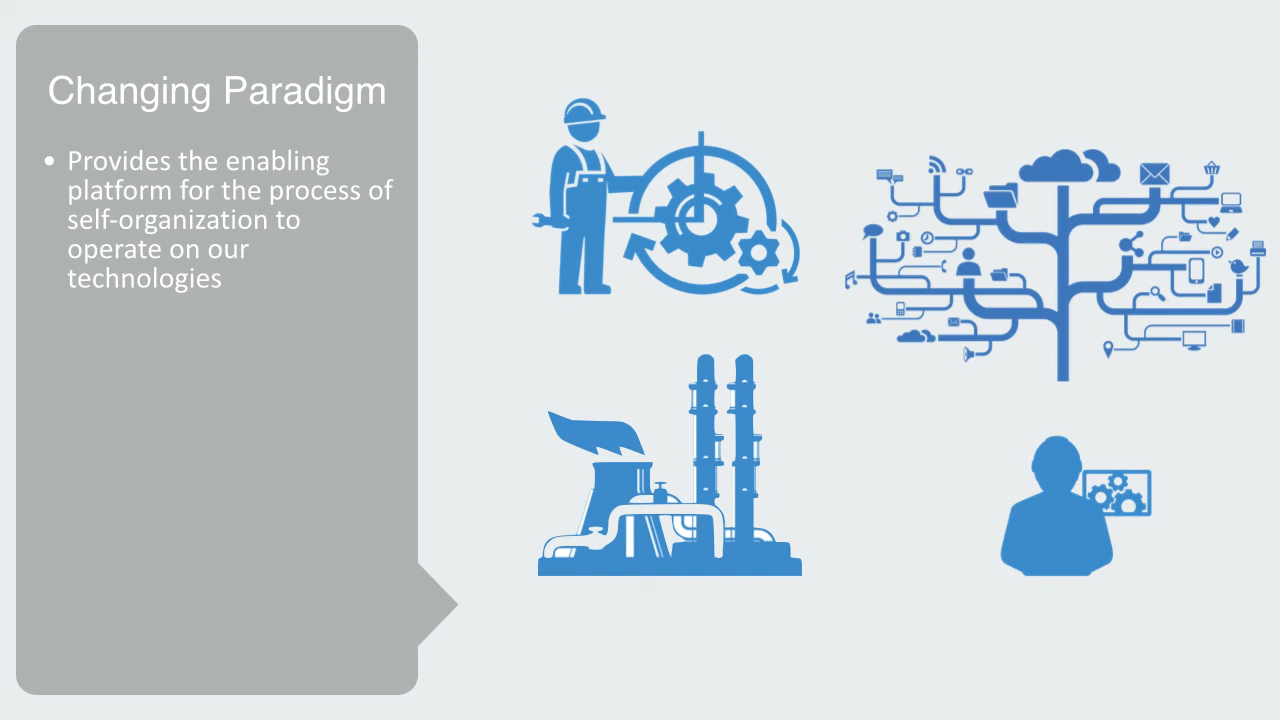 Changing Paradigm
• Provides the enabling
platform for the process of
self-organization to
operate on our
technologies